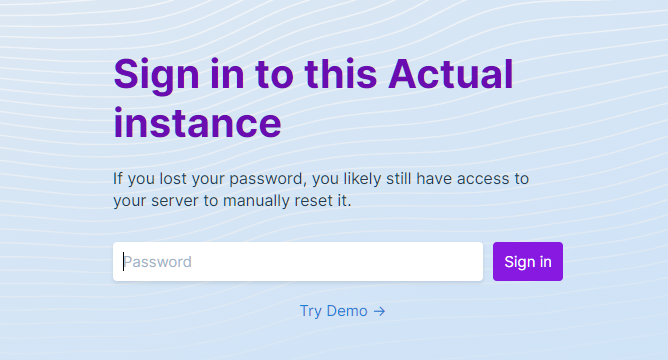 Sign in to this Actual
instance
If you lost your password, you likely still have access to
your server to manually reset it.
Password
Sign in
Try Demo →